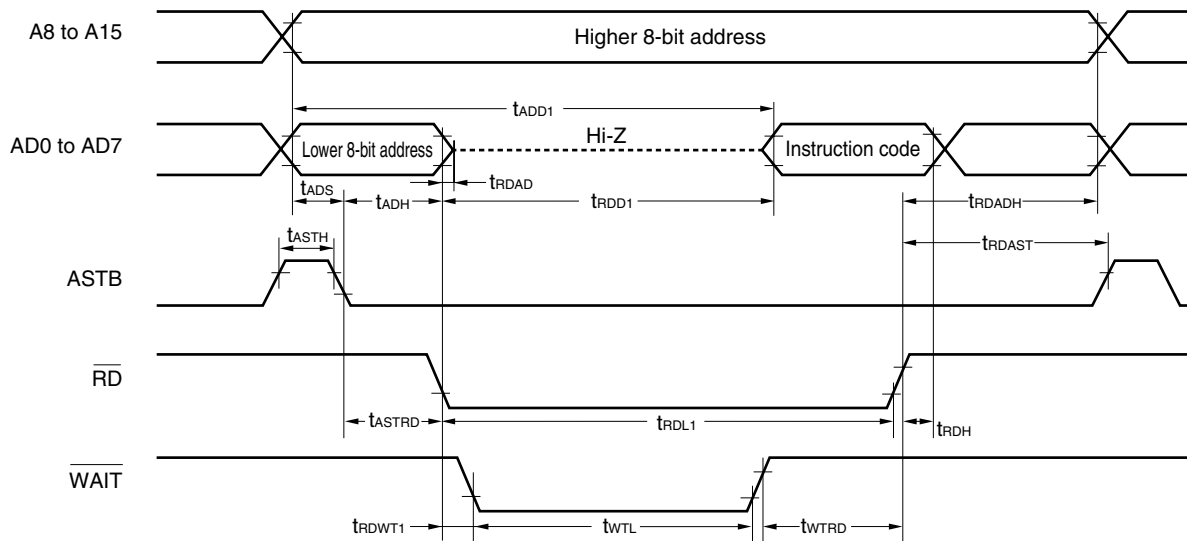 A8 to A15
Higher 8-bit address
tADD1
AD0 to AD7
Lower 8-bit address
Hi-Z
Instruction code
tRDAD
tADS
tADH
tRDD1
tRDADH
tASTH
tRDAST
ASTB
RD
tASTRD
tRDL1
tRDH
WAIT
tRDWT1
tWTL
tWTRD